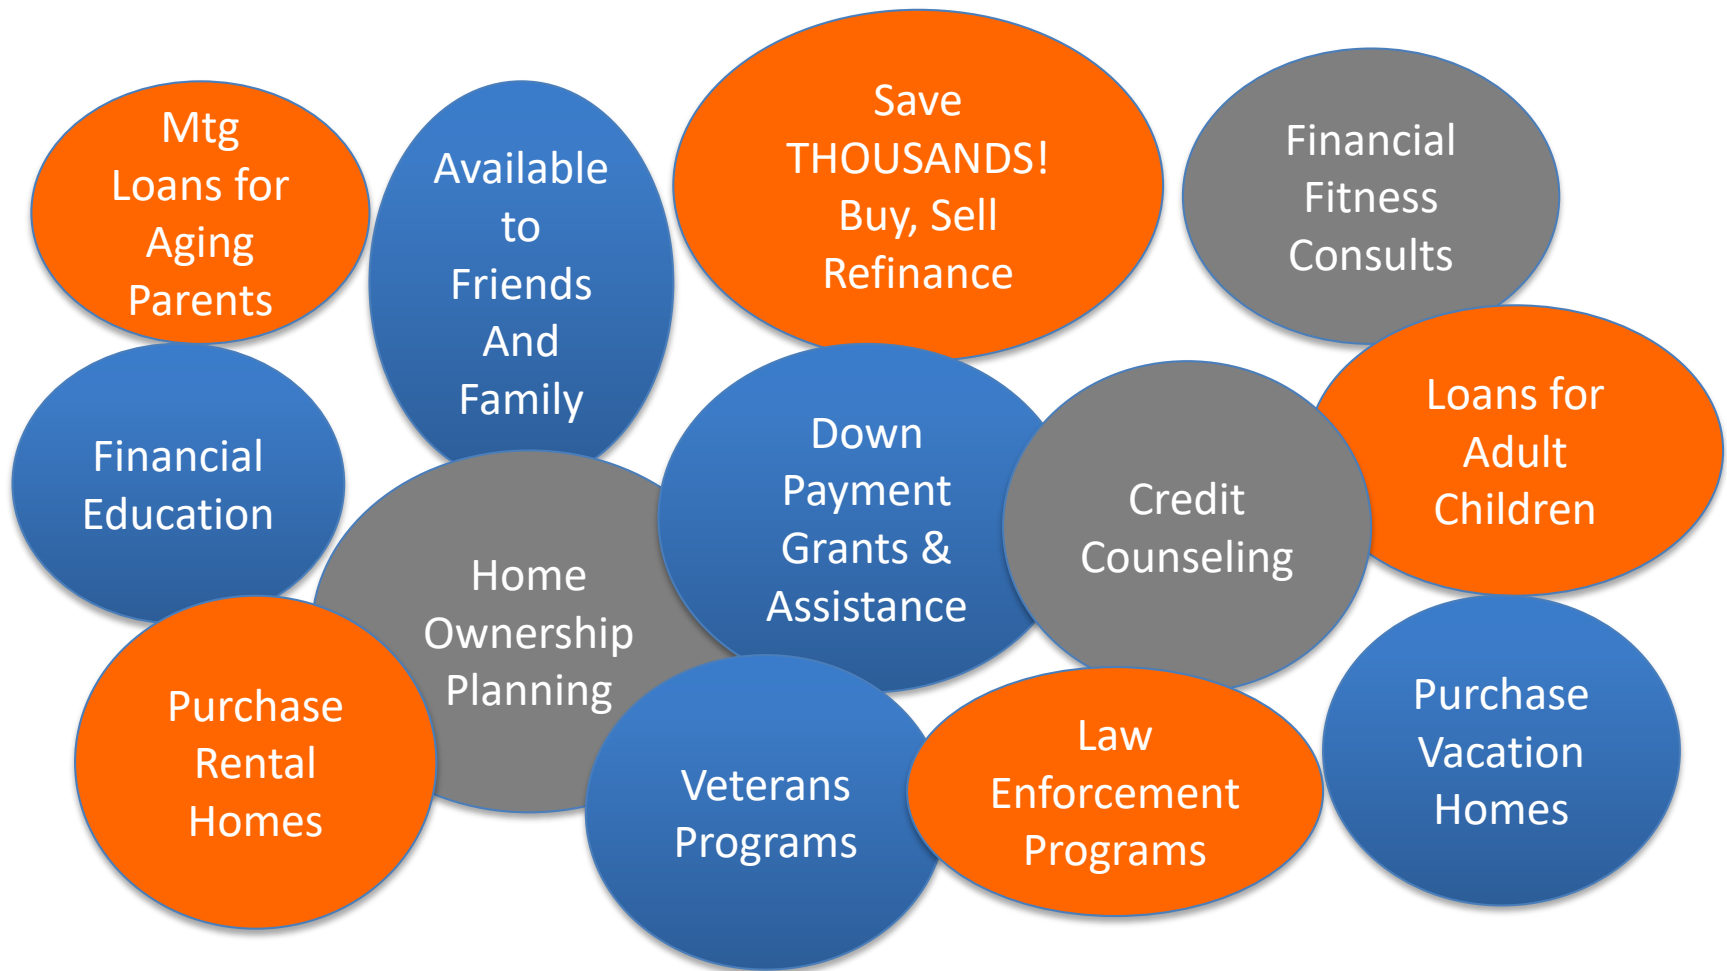 Mtg
Loans for
Aging
Parents
Available
to
Friends
And
Family
Save
THOUSANDS!
Buy, Sell
Refinance
Financial
Fitness
Consults
Financial
Education
Home
Ownership
Planning
Down
Payment
Grants &
Assistance
Credit
Counseling
Loans for
Adult
Children
Purchase
Rental
Homes
Veterans
Programs
Law
Enforcement
Programs
Purchase
Vacation
Homes